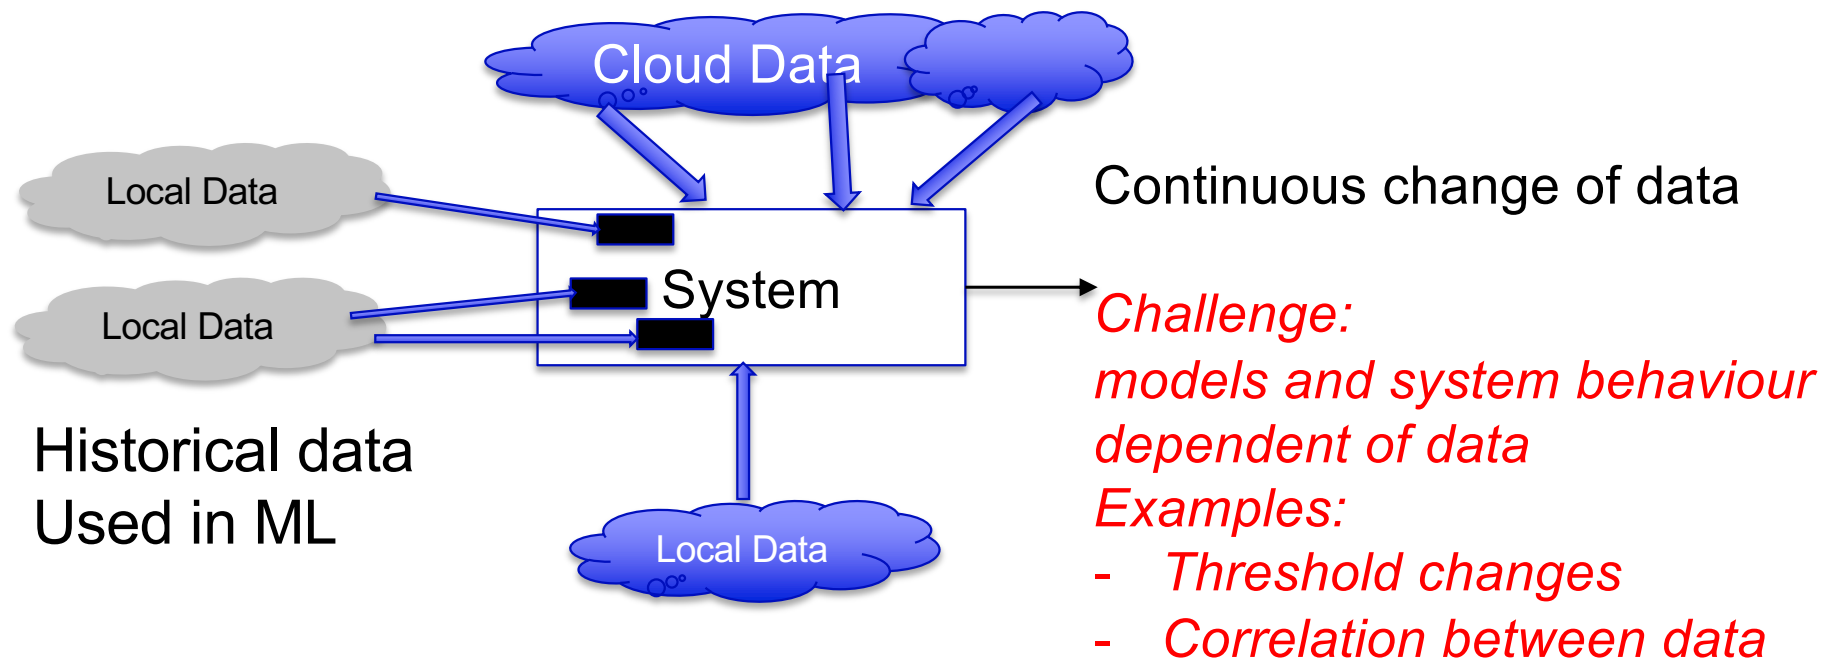 Cloud Data
Local Data
Continuous change of data
System
Local Data
Challenge:
models and system behaviour
dependent of data
Historical data
Used in ML
Examples:
Local Data
- Threshold changes
- Correlation between data